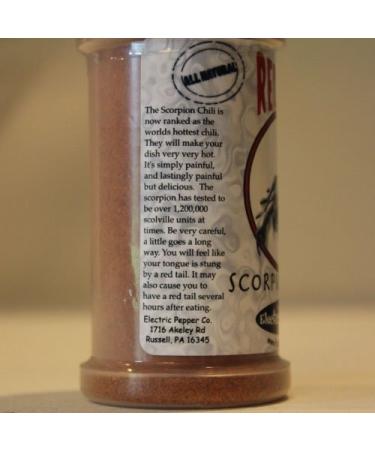 ALL NATURAL
RE
The Scorpion Chili is
now ranked as the
worlds hottest chili.
They will make your
dish very very hot.
It's simply painful,
and lastingly painful
but delicious. The
scorpion has tested to
be over 1,200,000
scolville units at
times. Be very careful,
a little goes a long
way. You will feel like
your tongue is stung
by a red tail. It may
also cause you to
have a red tail several
hours after eating.
Electric Pepper Co.
1716 Akeley Rd
Russell, PA 16345
SCORP